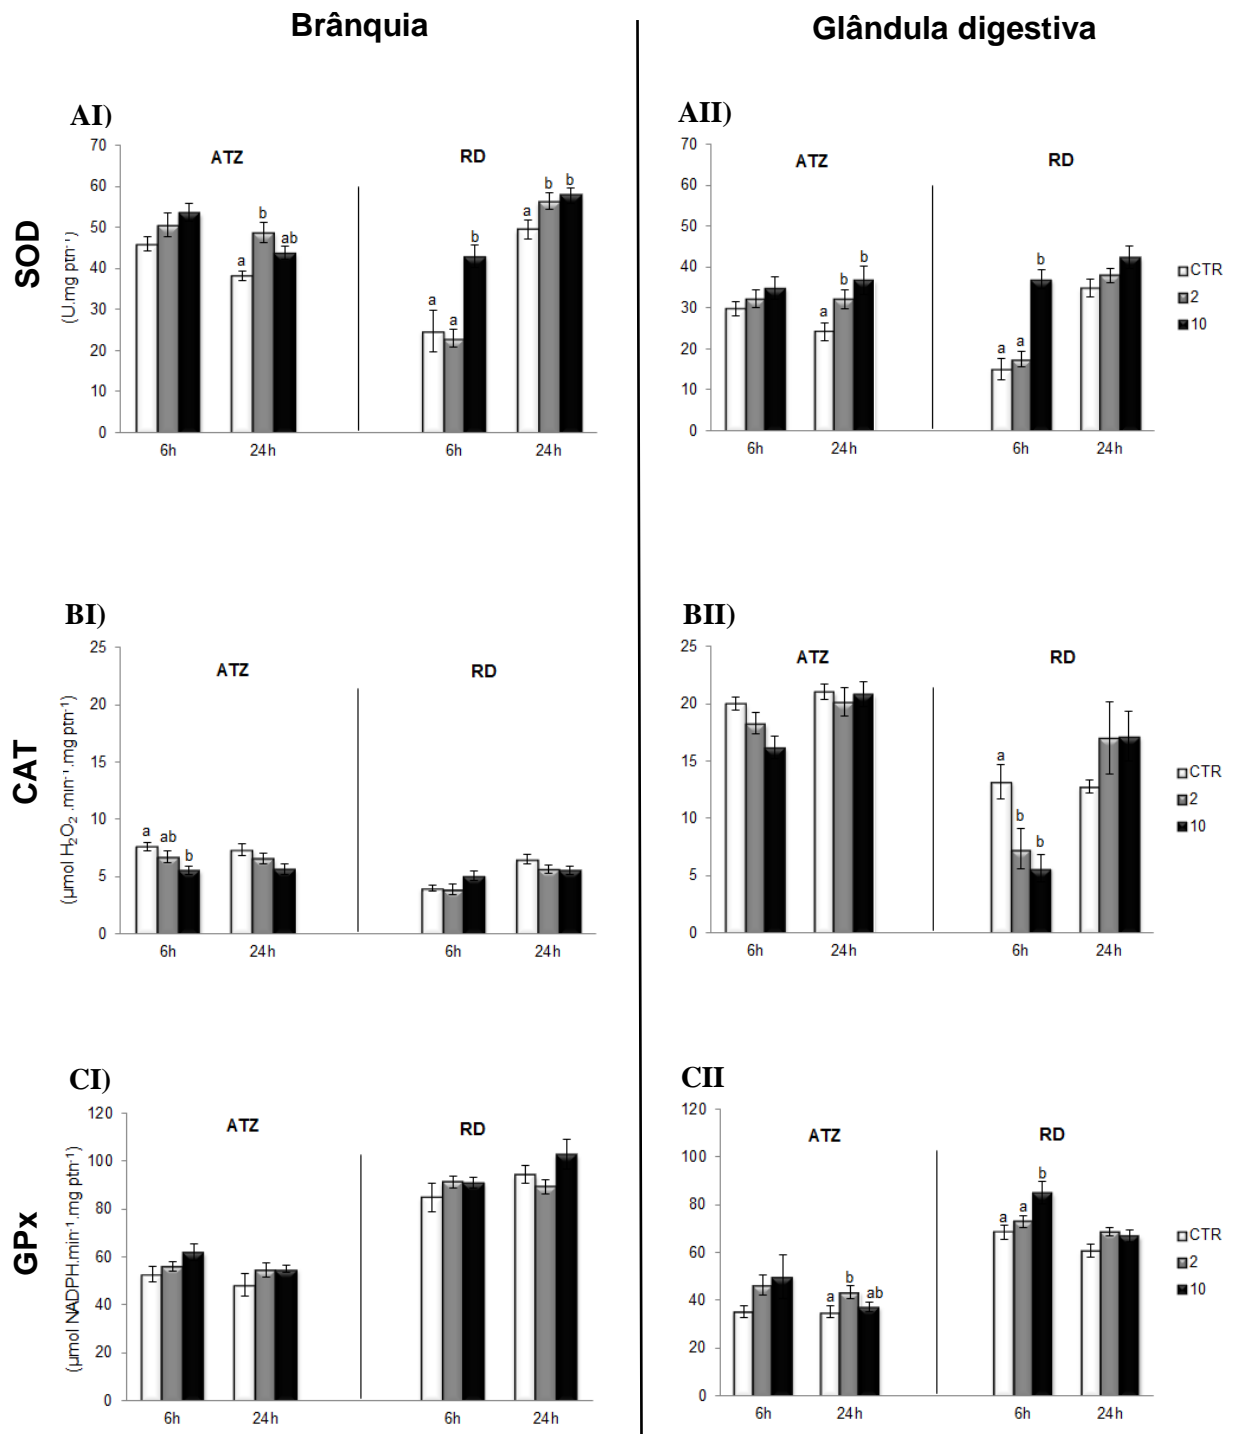 Brânquia
Glândula digestiva
AI)
70
60
50
40
30
20
10
0
SOD
(U.mg ptn⁻¹)
ATZ
RD
a
b
ab
a
a
b
a
b
b
6h
24h
6h
24h
AII)
70
60
50
40
30
20
10
0
ATZ
RD
a
b
b
a
a
b
6h
24h
6h
24h
CTR
2
10
BI)
25
20
15
10
5
0
CAT
(µmol H₂O₂ .min⁻¹.mg ptn⁻¹)
ATZ
RD
a
ab
b
6h
24h
6h
24h
BII)
25
20
15
10
5
0
ATZ
RD
a
b
b
6h
24h
6h
24h
CTR
2
10
CI)
120
100
80
60
40
20
0
GPx
(µmol NADPH.min⁻¹.mg ptn⁻¹)
ATZ
RD
6h
24h
6h
24h
CII
120
100
80
60
40
20
0
ATZ
RD
a
b
ab
a
a
b
6h
24h
6h
24h
CTR
2
10